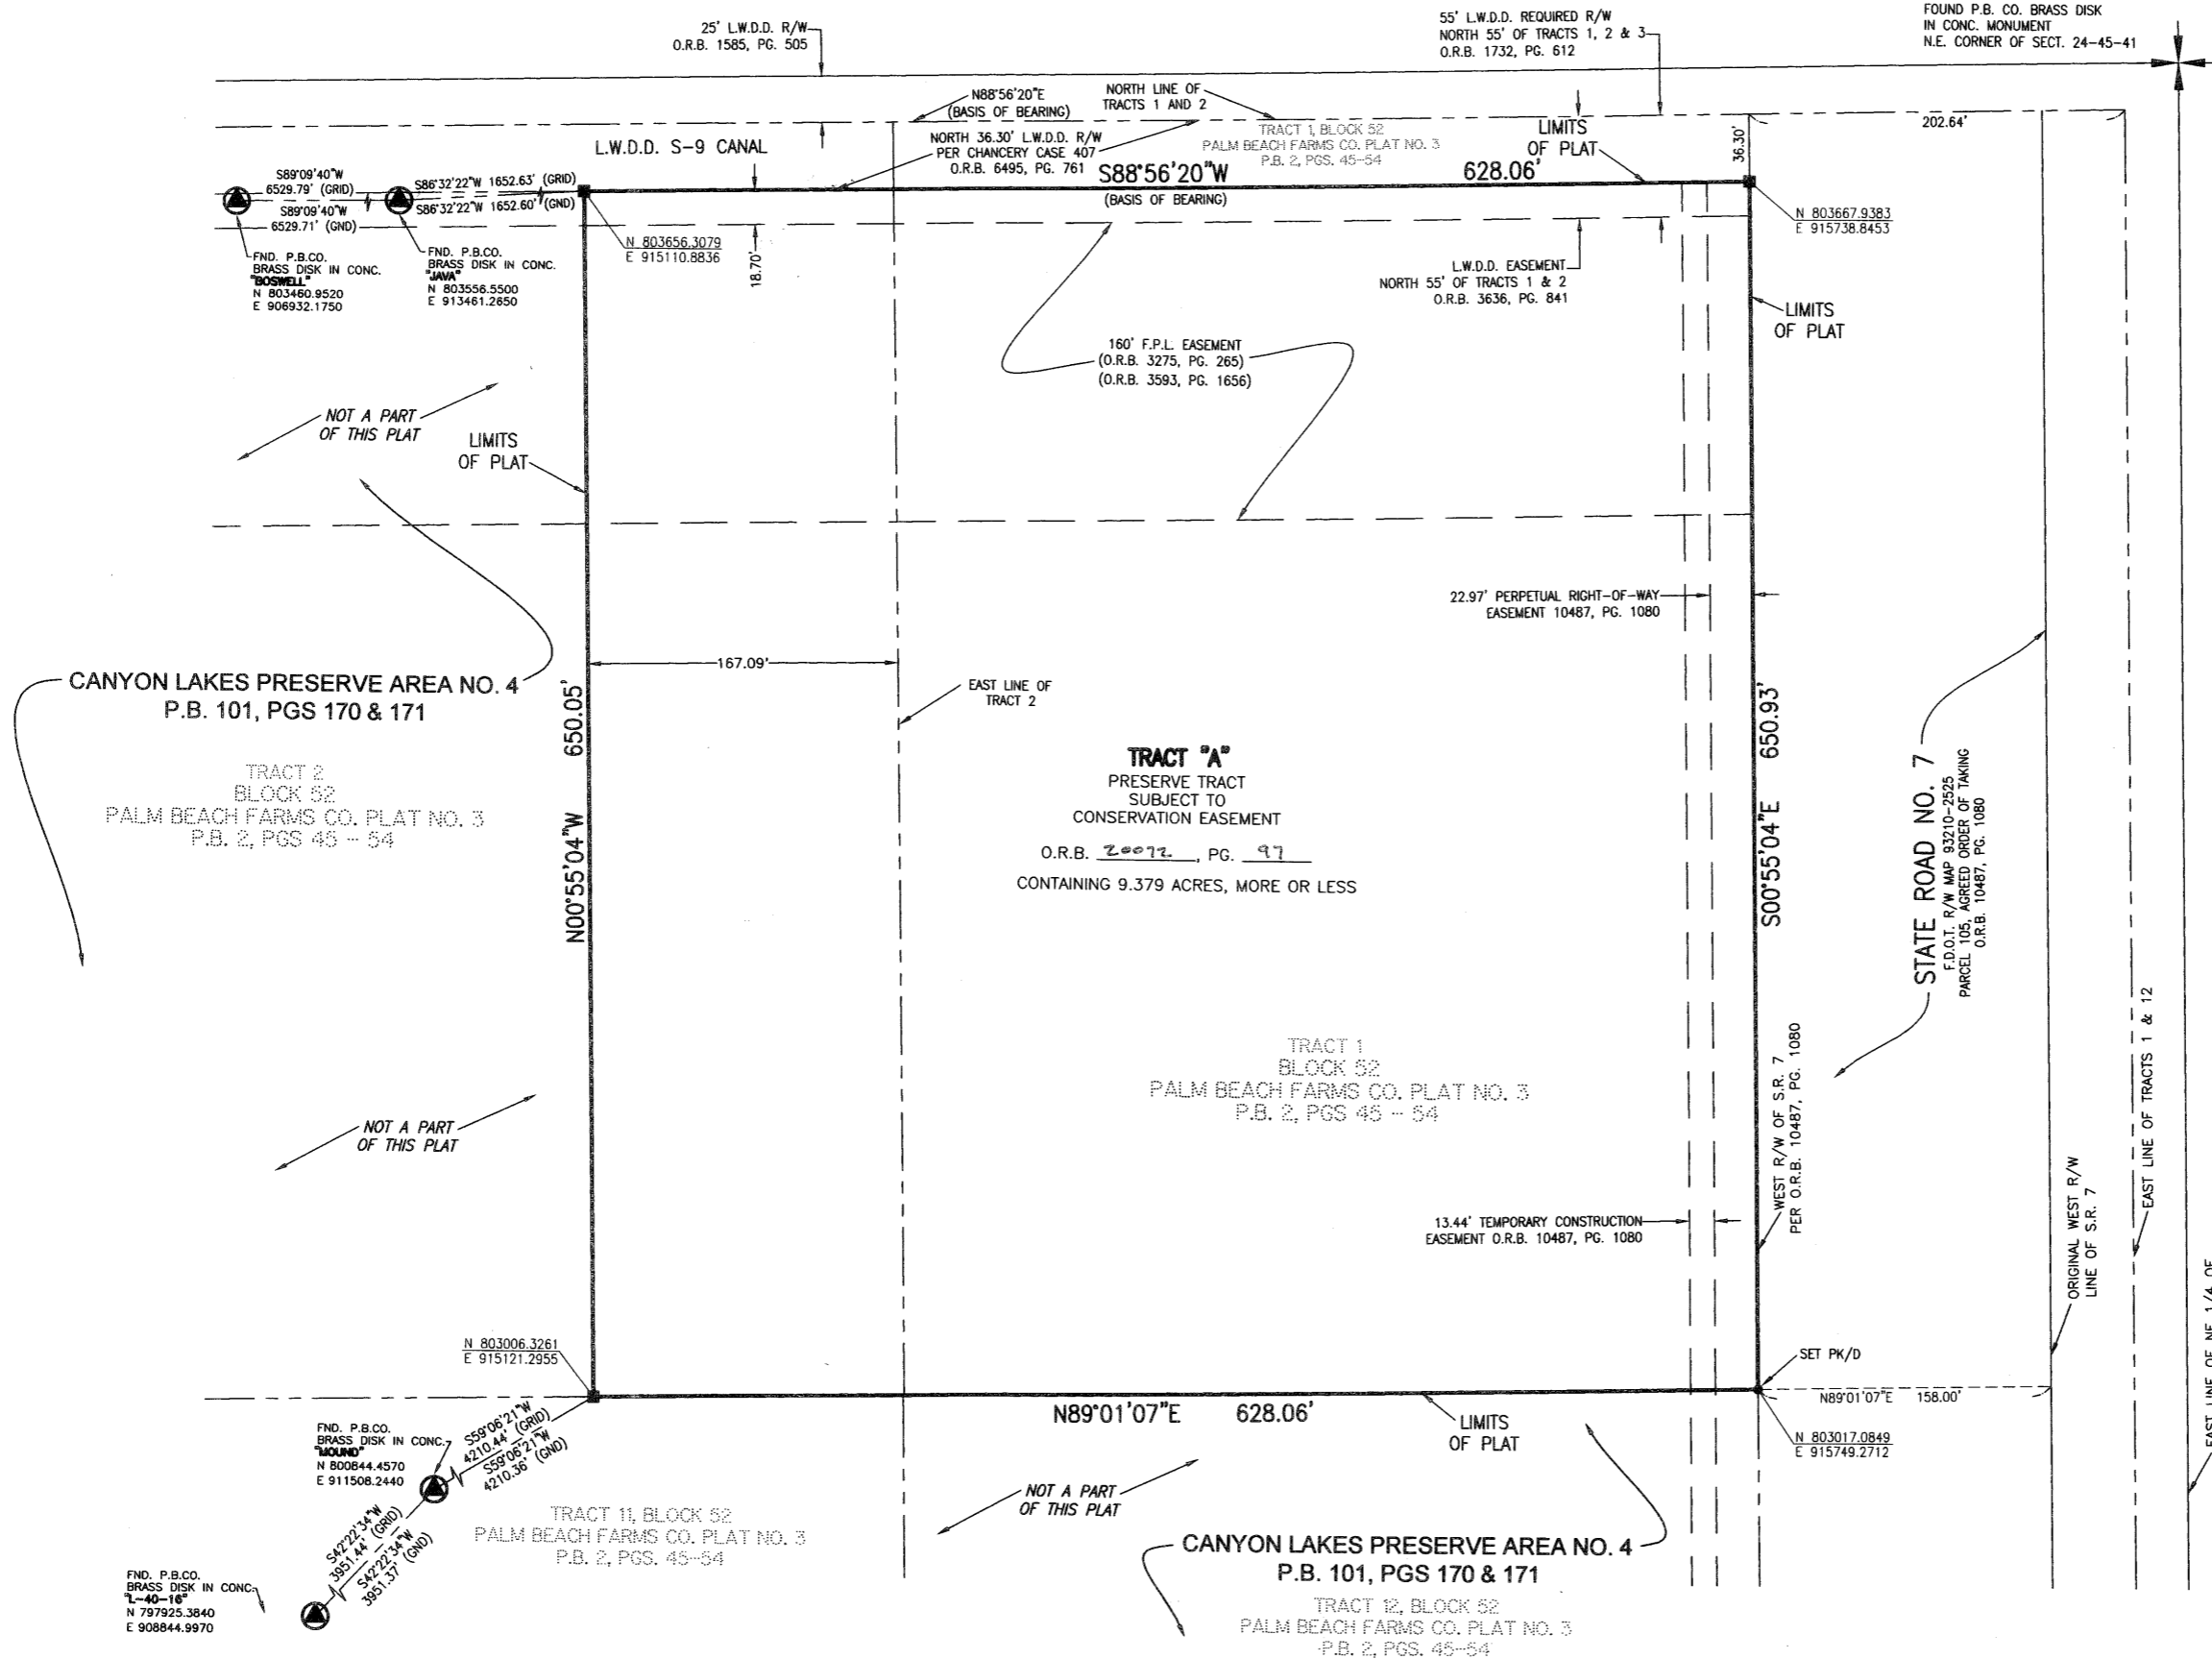 25' L.W.D.D. R/W
O.R.B. 1585, PG. 505
55' L.W.D.D. REQUIRED R/W
NORTH 55' OF TRACTS 1, 2 & 3
O.R.B. 1732, PG. 612
FOUND P.B. CO. BRASS DISK
IN CONC. MONUMENT
N.E. CORNER OF SECT. 24-45-41
N88°56'20"E
(BASIS OF BEARING)
NORTH LINE OF
TRACTS 1 AND 2
L.W.D.D. S-9 CANAL
NORTH 36.30' L.W.D.D. R/W
PER CHANCERY CASE 407
O.R.B. 6495, PG. 761
TRACT 1, BLOCK 52
PALM BEACH FARMS CO. PLAT NO. 3
P.B. 2, PGS. 45-54
LIMITS
OF PLAT
36.30'
202.64'
S88°56'20"W 628.06'
(BASIS OF BEARING)
S89°09'40"W
6529.79' (GRID)
S89°09'40"W
6529.71' (GND)
S86°32'22"W 1652.63' (GRID)
S86°32'22"W 1652.60' (GND)
FND. P.B.CO.
BRASS DISK IN CONC.
"BOSWELL"
N 803460.9520
E 906932.1750
FND. P.B.CO.
BRASS DISK IN CONC.
"JAVA"
N 803556.5500
E 913461.2650
N 803656.3079
E 915110.8836
18.70'
N 803667.9383
E 915738.8453
L.W.D.D. EASEMENT
NORTH 55' OF TRACTS 1 & 2
O.R.B. 3636, PG. 841
LIMITS
OF PLAT
160' F.P.L. EASEMENT
(O.R.B. 3275, PG. 265)
(O.R.B. 3593, PG. 1656)
NOT A PART
OF THIS PLAT
LIMITS
OF PLAT
22.97' PERPETUAL RIGHT-OF-WAY
EASEMENT 10487, PG. 1080
167.09'
EAST LINE OF
TRACT 2
CANYON LAKES PRESERVE AREA NO. 4
P.B. 101, PGS 170 & 171
TRACT 2
BLOCK 52
PALM BEACH FARMS CO. PLAT NO. 3
P.B. 2, PGS 45 - 54
N00°55'04"W 650.05'
TRACT "A"
PRESERVE TRACT
SUBJECT TO
CONSERVATION EASEMENT
O.R.B. 20072, PG. 97
CONTAINING 9.379 ACRES, MORE OR LESS
S00°55'04"E 650.93'
STATE ROAD NO. 7
F.D.O.T. R/W MAP 93210-2525
PARCEL 105, AGREED ORDER OF TAKING
O.R.B. 10487, PG. 1080
TRACT 1
BLOCK 52
PALM BEACH FARMS CO. PLAT NO. 3
P.B. 2, PGS 45 - 54
NOT A PART
OF THIS PLAT
WEST R/W OF S.R. 7
PER O.R.B. 10487, PG. 1080
13.44' TEMPORARY CONSTRUCTION
EASEMENT O.R.B. 10487, PG. 1080
ORIGINAL WEST R/W
LINE OF S.R. 7
EAST LINE OF TRACTS 1 & 12
EAST LINE OF NE 1/4 OF
N 803006.3261
E 915121.2955
SET PK/D
N89°01'07"E 158.00'
N89°01'07"E 628.06'
LIMITS
OF PLAT
N 803017.0849
E 915749.2712
FND. P.B.CO.
BRASS DISK IN CONC.
"MOUND"
N 800844.4570
E 911508.2440
S59°06'21"W
4210.44' (GRID)
S59°06'21"W
4210.36' (GND)
S42°22'34"W
3951.44' (GRID)
S42°22'34"W
3951.37' (GND)
FND. P.B.CO.
BRASS DISK IN CONC.
"L-40-16"
N 797925.3840
E 908844.9970
TRACT 11, BLOCK 52
PALM BEACH FARMS CO. PLAT NO. 3
P.B. 2, PGS. 45-54
NOT A PART
OF THIS PLAT
CANYON LAKES PRESERVE AREA NO. 4
P.B. 101, PGS 170 & 171
TRACT 12, BLOCK 52
PALM BEACH FARMS CO. PLAT NO. 3
P.B. 2, PGS. 45-54